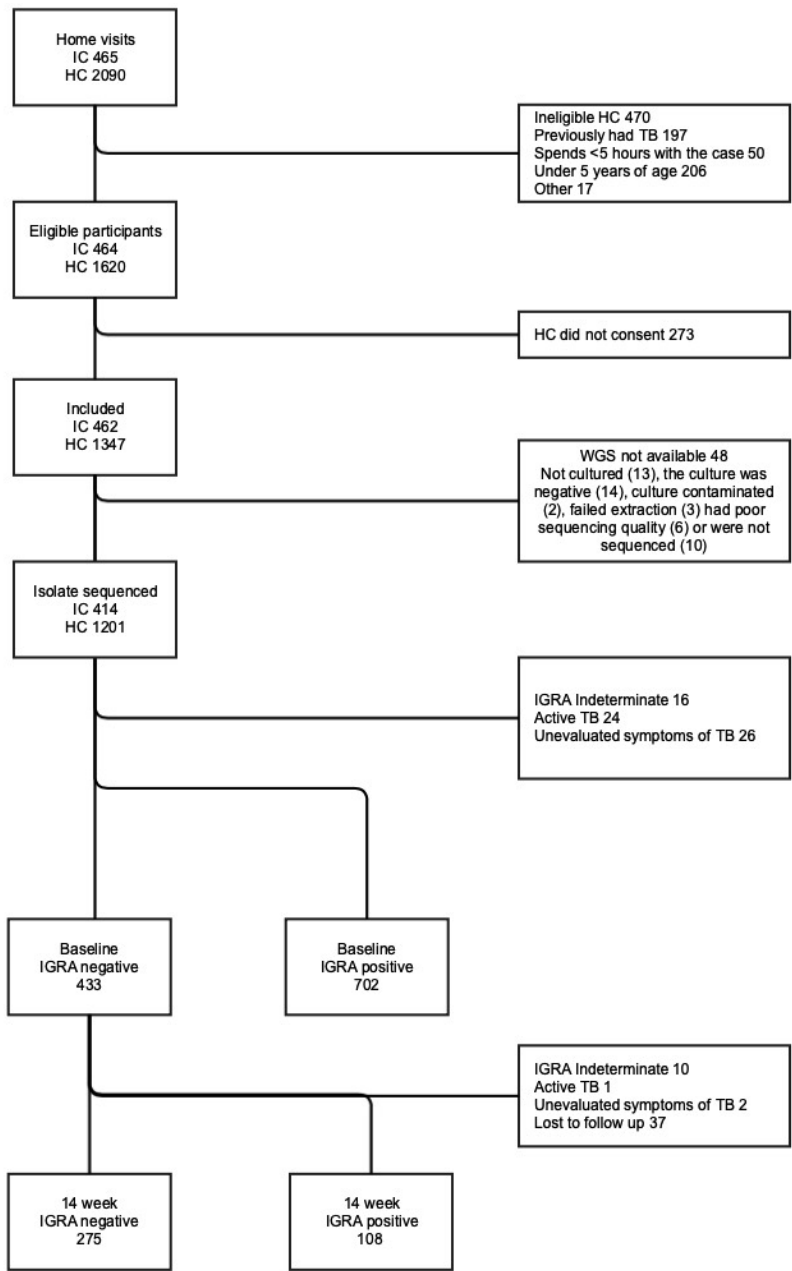 Home visits
IC 465
HC 2090
Ineligible HC 470
Previously had TB 197
Spends <5 hours with the case 50
Under 5 years of age 206
Other 17
Eligible participants
IC 464
HC 1620
HC did not consent 273
Included
IC 462
HC 1347
WGS not available 48
Not cultured (13), the culture was
negative (14), culture contaminated
(2), failed extraction (3) had poor
sequencing quality (6) or were not
sequenced (10)
Isolate sequenced
IC 414
HC 1201
IGRA Indeterminate 16
Active TB 24
Unevaluated symptoms of TB 26
Baseline
IGRA negative
433
Baseline
IGRA positive
702
IGRA Indeterminate 10
Active TB 1
Unevaluated symptoms of TB 2
Lost to follow up 37
14 week
IGRA negative
275
14 week
IGRA positive
108